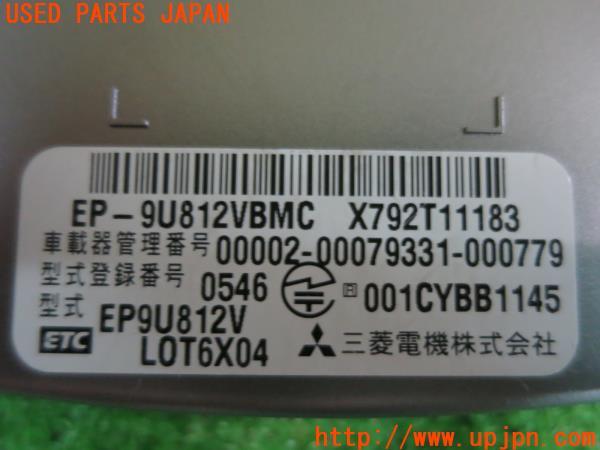 USED PARTS JAPAN
EP-9U812VBMC X792T11183
車載器管理番号 00002-00079331-000779
型式登録番号 0546 R 001CYBB1145
型式 EP9U812V
ETC LOT6X04 三菱電機株式会社
http://www.upjpn.com/